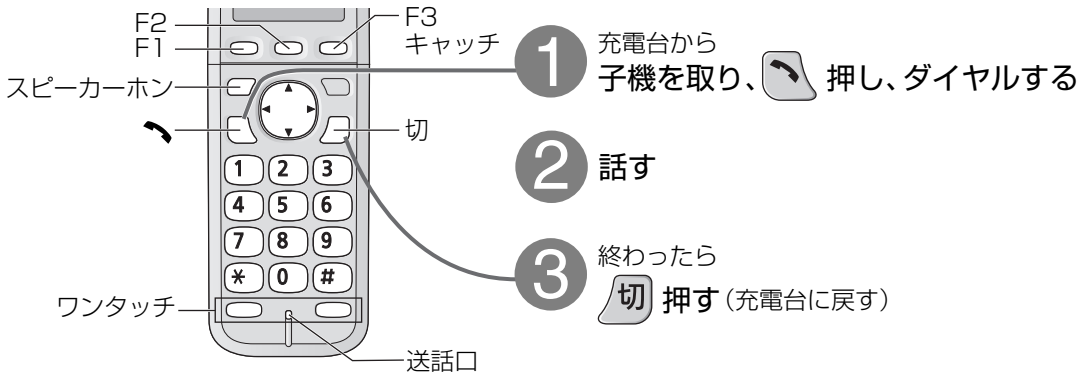 F2
F1
F3
キャッチ
スピーカーホン
切
1 2 3
4 5 6
7 8 9
* 0 #
ワンタッチ
送話口
1 充電台から
子機を取り、 押し、ダイヤルする
2 話す
3 終わったら
切 押す(充電台に戻す)